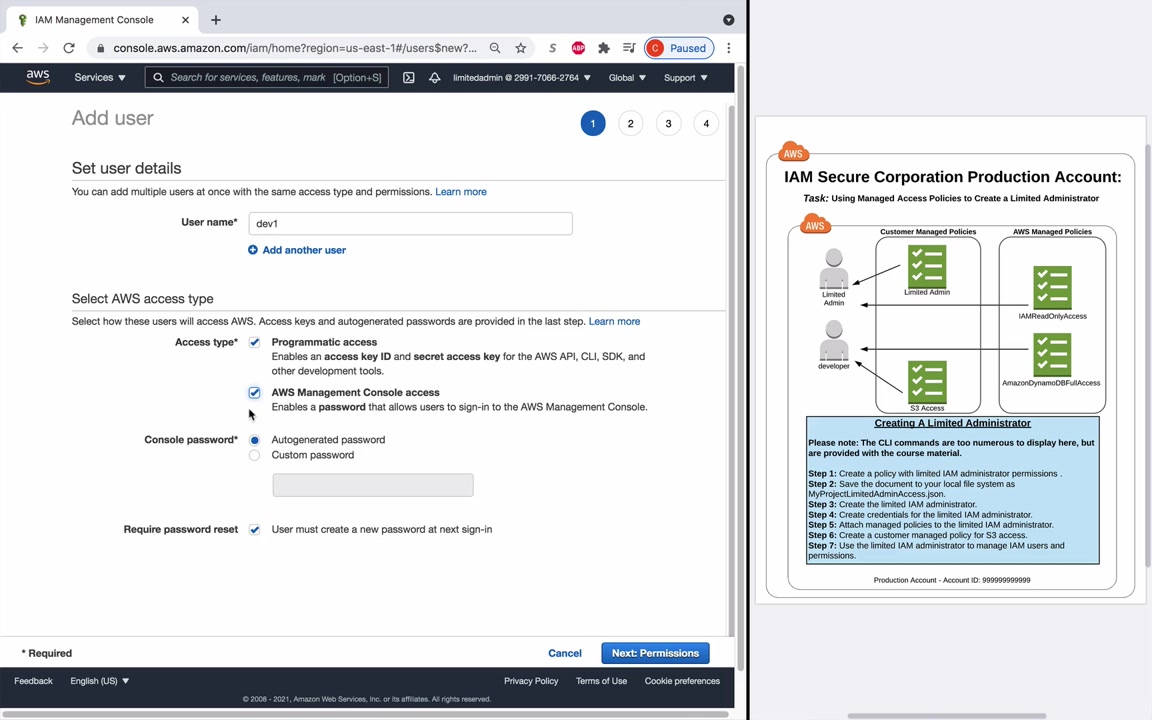 IAM Management Console
console.aws.amazon.com/iam/home?region=us-east-1#/users$new?...
S
ABP
C Paused
aws
Services
Search for services, features, mark [Option+S]
limitedadmin @ 2991-7066-2764
Global
Support
Add user
1 2 3 4
Set user details
You can add multiple users at once with the same access type and permissions. Learn more
User name* dev1
Add another user
Select AWS access type
Select how these users will access AWS. Access keys and autogenerated passwords are provided in the last step. Learn more
Access type* Programmatic access
Enables an access key ID and secret access key for the AWS API, CLI, SDK, and
other development tools.
AWS Management Console access
Enables a password that allows users to sign-in to the AWS Management Console.
Console password* Autogenerated password
Custom password
Require password reset User must create a new password at next sign-in
* Required
Cancel
Next: Permissions
Feedback
English (US)
Privacy Policy
Terms of Use
Cookie preferences
© 2008 - 2021, Amazon Web Services, Inc. or its affiliates. All rights reserved.
AWS
IAM Secure Corporation Production Account:
Task: Using Managed Access Policies to Create a Limited Administrator
AWS
Customer Managed Policies
AWS Managed Policies
Limited
Admin
Limited Admin
IAMReadOnlyAccess
developer
S3 Access
AmazonDynamoDBFullAccess
Creating A Limited Administrator
Please note: The CLI commands are too numerous to display here, but
are provided with the course material.
Step 1: Create a policy with limited IAM administrator permissions .
Step 2: Save the document to your local file system as
MyProjectLimitedAdminAccess.json.
Step 3: Create the limited IAM administrator.
Step 4: Create credentials for the limited IAM administrator.
Step 5: Attach managed policies to the limited IAM administrator.
Step 6: Create a customer managed policy for S3 access.
Step 7: Use the limited IAM administrator to manage IAM users and
permissions.
Production Account - Account ID: 999999999999